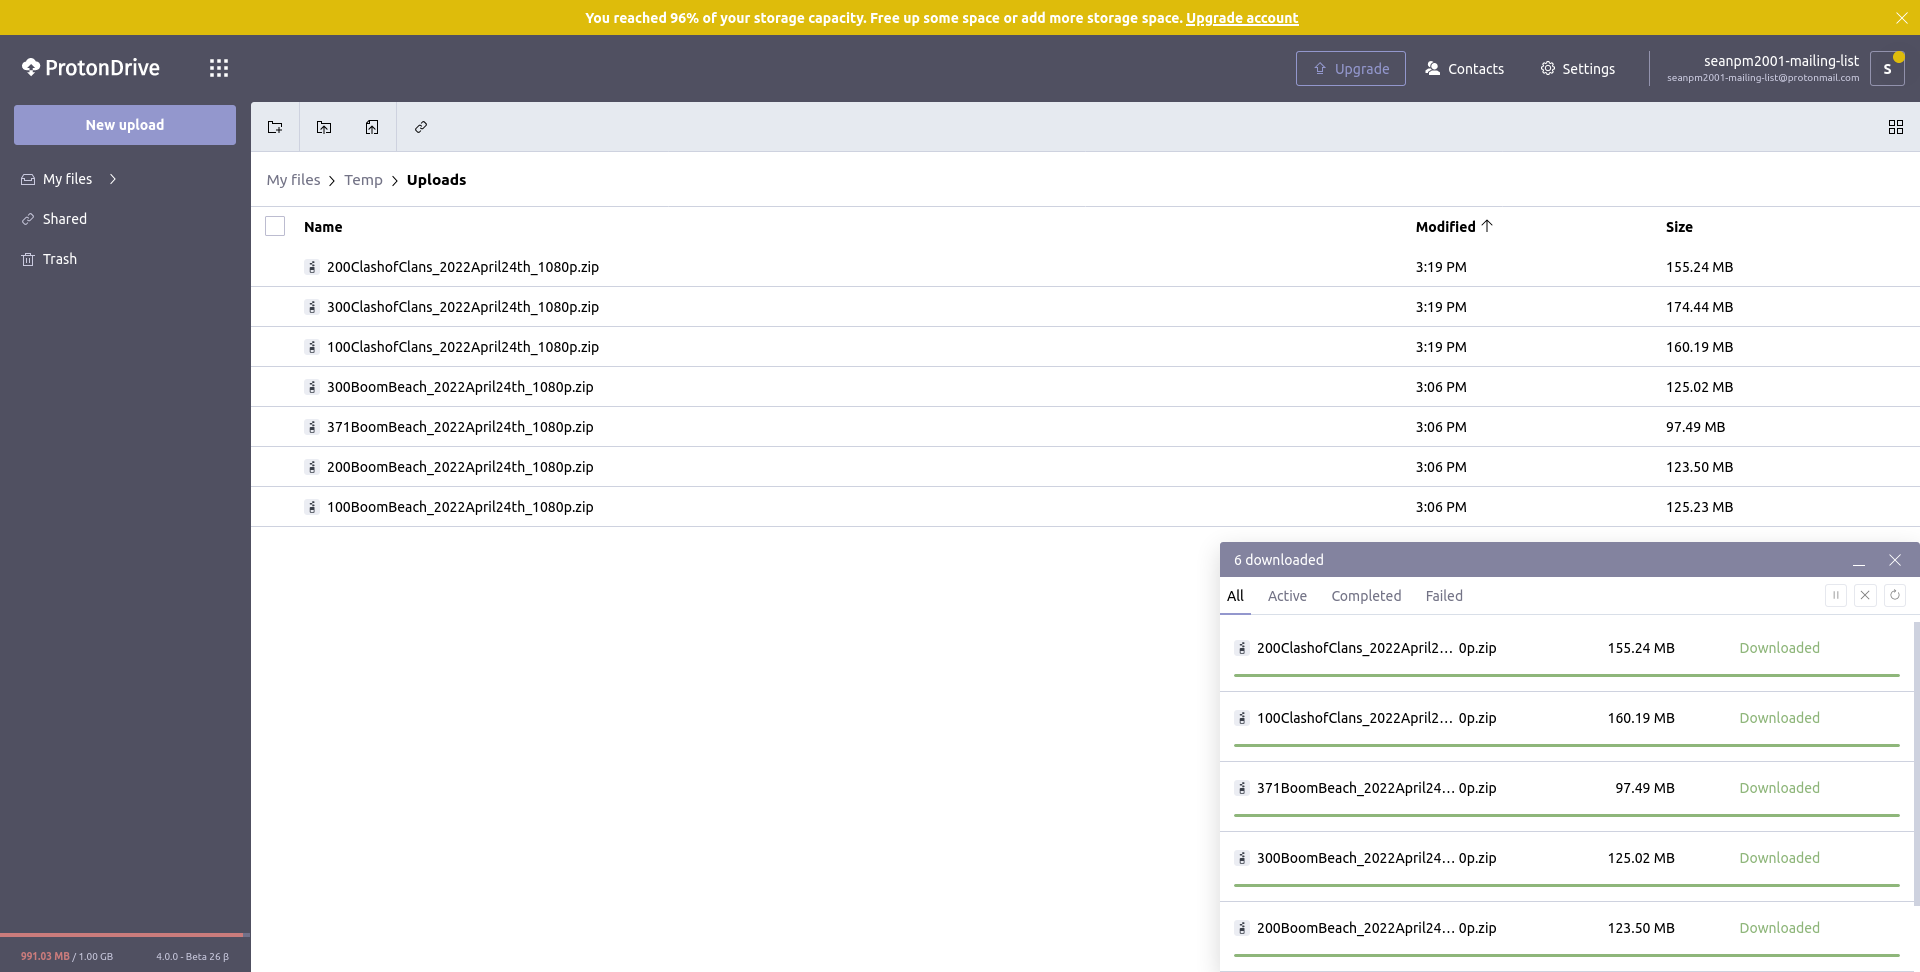 You reached 96% of your storage capacity. Free up some space or add more storage space. Upgrade account
ProtonDrive
Upgrade
Contacts
Settings
seanpm2001-mailing-list
seanpm2001-mailing-list@protonmail.com
S
New upload
My files
Shared
Trash
My files > Temp > Uploads
Name Modified Size
200ClashofClans_2022April24th_1080p.zip 3:19 PM 155.24 MB
300ClashofClans_2022April24th_1080p.zip 3:19 PM 174.44 MB
100ClashofClans_2022April24th_1080p.zip 3:19 PM 160.19 MB
300BoomBeach_2022April24th_1080p.zip 3:06 PM 125.02 MB
371BoomBeach_2022April24th_1080p.zip 3:06 PM 97.49 MB
200BoomBeach_2022April24th_1080p.zip 3:06 PM 123.50 MB
100BoomBeach_2022April24th_1080p.zip 3:06 PM 125.23 MB
6 downloaded
All Active Completed Failed
200ClashofClans_2022April2... 0p.zip 155.24 MB Downloaded
100ClashofClans_2022April2... 0p.zip 160.19 MB Downloaded
371BoomBeach_2022April24... 0p.zip 97.49 MB Downloaded
300BoomBeach_2022April24... 0p.zip 125.02 MB Downloaded
200BoomBeach_2022April24... 0p.zip 123.50 MB Downloaded
991.03 MB / 1.00 GB 4.0.0 - Beta 26 β